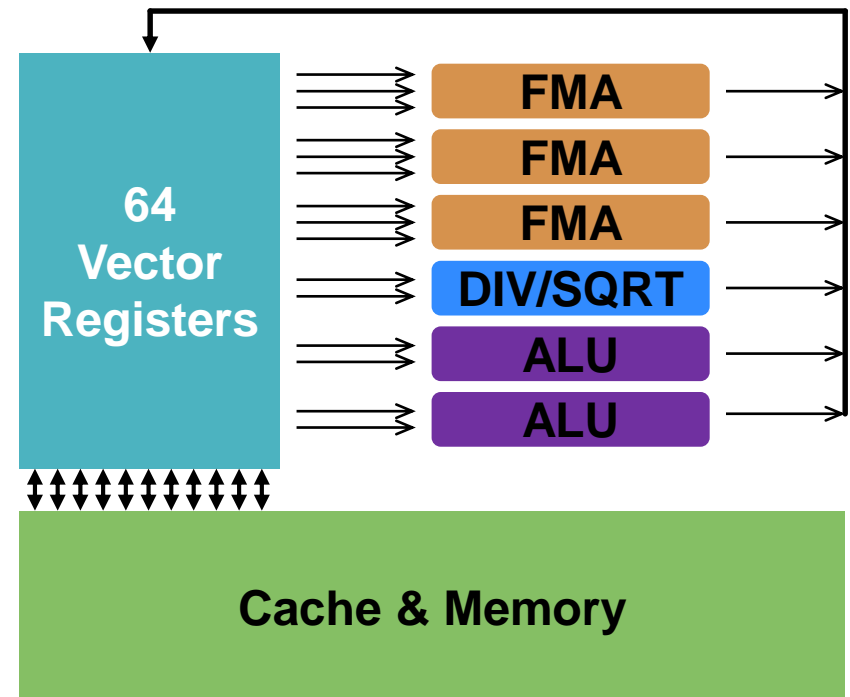 64
Vector
Registers
FMA
FMA
FMA
DIV/SQRT
ALU
ALU
Cache & Memory